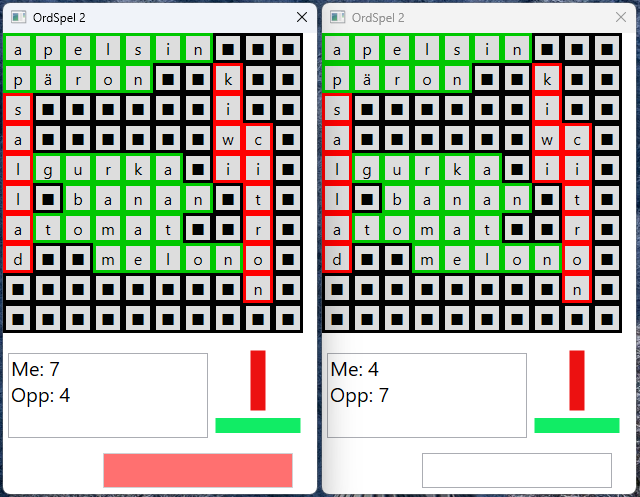 OrdSpel 2
a p e l s i n ■ ■ ■
p ä r o n ■ ■ k ■ ■
s ■ ■ ■ ■ ■ ■ i ■ ■
a ■ ■ ■ ■ ■ ■ w c ■
l g u r k a ■ i i ■
l ■ b a n a n ■ t ■
a t o m a t ■ ■ r ■
d ■ ■ m e l o n o ■
■ ■ ■ ■ ■ ■ ■ ■ n ■
■ ■ ■ ■ ■ ■ ■ ■ ■ ■
Me: 7
Opp: 4
OrdSpel 2
a p e l s i n ■ ■ ■
p ä r o n ■ ■ k ■ ■
s ■ ■ ■ ■ ■ ■ i ■ ■
a ■ ■ ■ ■ ■ ■ w c ■
l g u r k a ■ i i ■
l ■ b a n a n ■ t ■
a t o m a t ■ ■ r ■
d ■ ■ m e l o n o ■
■ ■ ■ ■ ■ ■ ■ ■ n ■
■ ■ ■ ■ ■ ■ ■ ■ ■ ■
Me: 4
Opp: 7